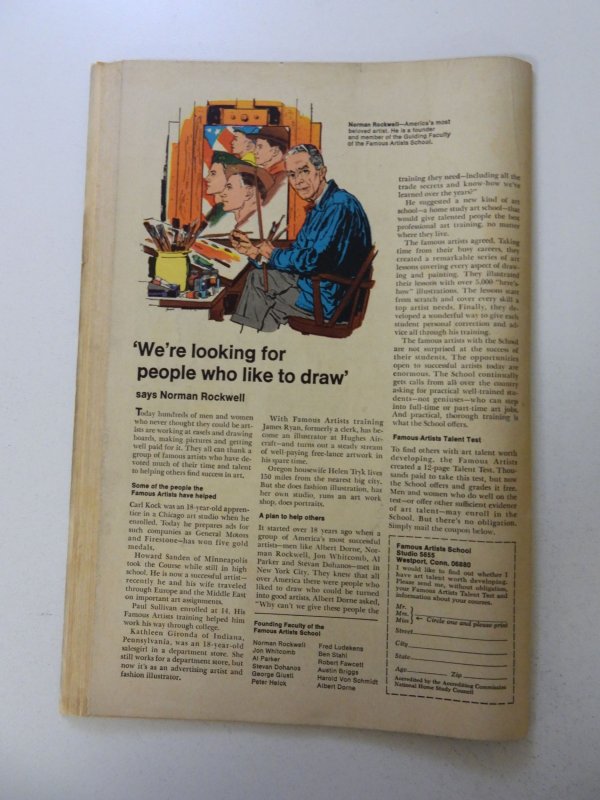 Norman Rockwell—America's most
beloved artist. He is a founder
and member of the Guiding Faculty
of the Famous Artists School.
'We're looking for
people who like to draw'
says Norman Rockwell
Today hundreds of men and women
who never thought they could be art-
ists are working at easels and drawing
boards, making pictures and getting
well paid for it. They all can thank a
group of famous artists who have de-
voted much of their time and talent
to helping others find success in art.
Some of the people the
Famous Artists have helped
Carl Kock was an 18-year-old appren-
tice in a Chicago art studio when he
enrolled. Today he prepares ads for
such companies as General Motors
and Firestone—has won five gold
medals.
Howard Sanden of Minneapolis
took the Course while still in high
school. He is now a successful artist—
recently he and his wife traveled
through Europe and the Middle East
on important art assignments.
Paul Sullivan enrolled at 14. His
Famous Artists training helped him
work his way through college.
Kathleen Gironda of Indiana,
Pennsylvania, was an 18-year-old
salesgirl in a department store. She
still works for a department store, but
now it's as an advertising artist and
fashion illustrator.
With Famous Artists training
James Ryan, formerly a clerk, has be-
come an illustrator at Hughes Air-
craft—and turns out a steady stream
of well-paying free-lance artwork in
his spare time.
Oregon housewife Helen Tryk lives
150 miles from the nearest big city.
But she does fashion illustration, has
her own studio, runs an art work
shop, does portraits.
A plan to help others
It started over 18 years ago when a
group of America's most successful
artists—men like Albert Dorne, Nor-
man Rockwell, Jon Whitcomb, Al
Parker and Stevan Dohanos—met in
New York City. They knew that all
over America there were people who
liked to draw who could be turned
into good artists. Albert Dorne asked,
"Why can't we give these people the
Founding Faculty of the
Famous Artists School
Norman Rockwell
Jon Whitcomb
Al Parker
Stevan Dohanos
George Giusti
Peter Helck
Fred Ludekens
Ben Stahl
Robert Fawcett
Austin Briggs
Harold Von Schmidt
Albert Dorne
training they need—including all the
trade secrets and know-how we've
learned over the years?"
He suggested a new kind of art
school—a home study art school—that
would give talented people the best
professional art training, no matter
where they live.
The famous artists agreed. Taking
time from their busy careers, they
created a remarkable series of art
lessons covering every aspect of draw-
ing and painting. They illustrated
their lessons with over 5,000 "here's
how" illustrations. The lessons start
from scratch and cover every skill a
top artist needs. Finally, they de-
veloped a wonderful way to give each
student personal correction and ad-
vice all through his training.
The famous artists with the School
are not surprised at the success of
their students. The opportunities
open to successful artists today are
enormous. The School continually
gets calls from all over the country
asking for practical well-trained stu-
dents—not geniuses—who can step
into full-time or part-time art jobs.
And practical, thorough training is
what the School offers.
Famous Artists Talent Test
To find others with art talent worth
developing, the Famous Artists
created a 12-page Talent Test. Thou-
sands paid to take this test, but now
the School offers and grades it free.
Men and women who do well on the
test—or offer other sufficient evidence
of art talent—may enroll in the
School. But there's no obligation.
Simply mail the coupon below.
Famous Artists School
Studio 5655
Westport, Conn. 06880
I would like to find out whether I
have art talent worth developing.
Please send me, without obligation,
your Famous Artists Talent Test and
information about your courses.
Mr.
Mrs.
Miss
← Circle one and please print
Street
City
State
Age Zip
Accredited by the Accrediting Commission
National Home Study Council